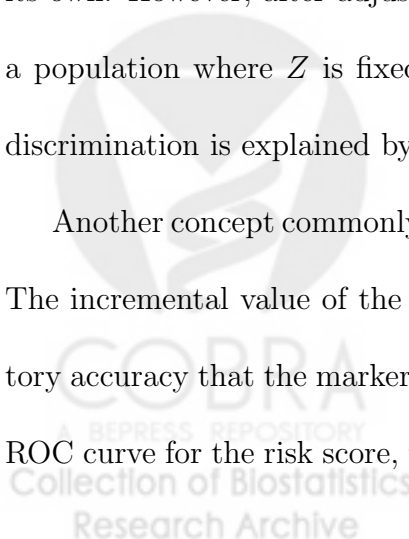 its own. However, after adjus
a population where Z is fixed
discrimination is explained by
Another concept commonly
The incremental value of the
tory accuracy that the marker
ROC curve for the risk score,
COBRA
A BEPRESS REPOSITORY
Collection of Biostatistics
Research Archive